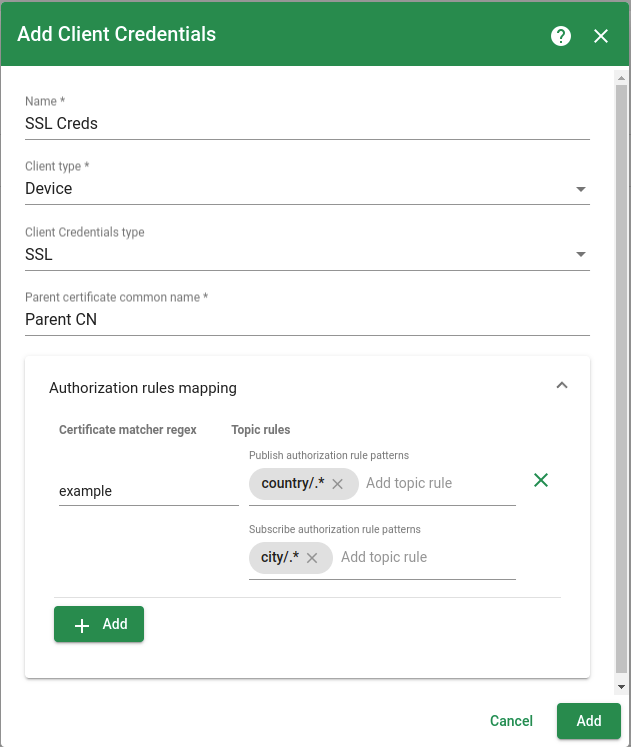 Add Client Credentials
?
Name *
SSL Creds
Client type *
Device
Client Credentials type
SSL
Parent certificate common name *
Parent CN
Authorization rules mapping
Certificate matcher regex Topic rules
Publish authorization rule patterns
example
country/.* Add topic rule
Subscribe authorization rule patterns
city/.* Add topic rule
+ Add
Cancel Add